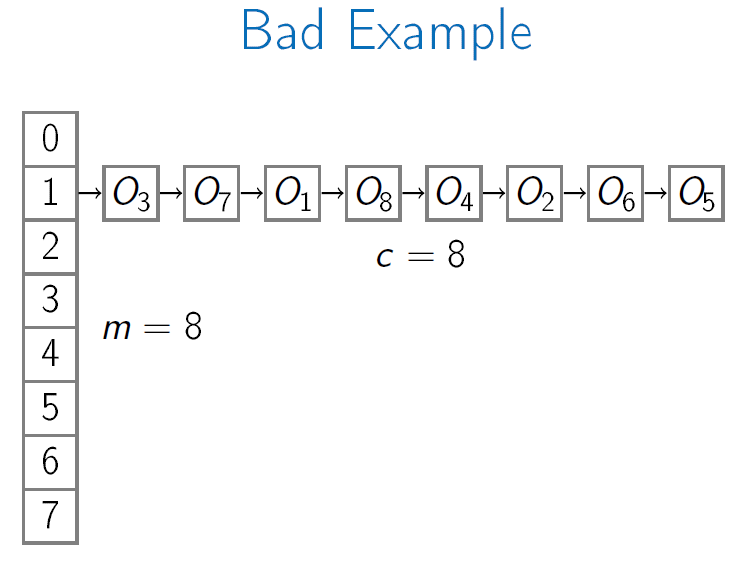 Bad Example
0
1 → O₃ → O₇ → O₁ → O₈ → O₄ → O₂ → O₆ → O₅
2
c = 8
3
m = 8
4
5
6
7